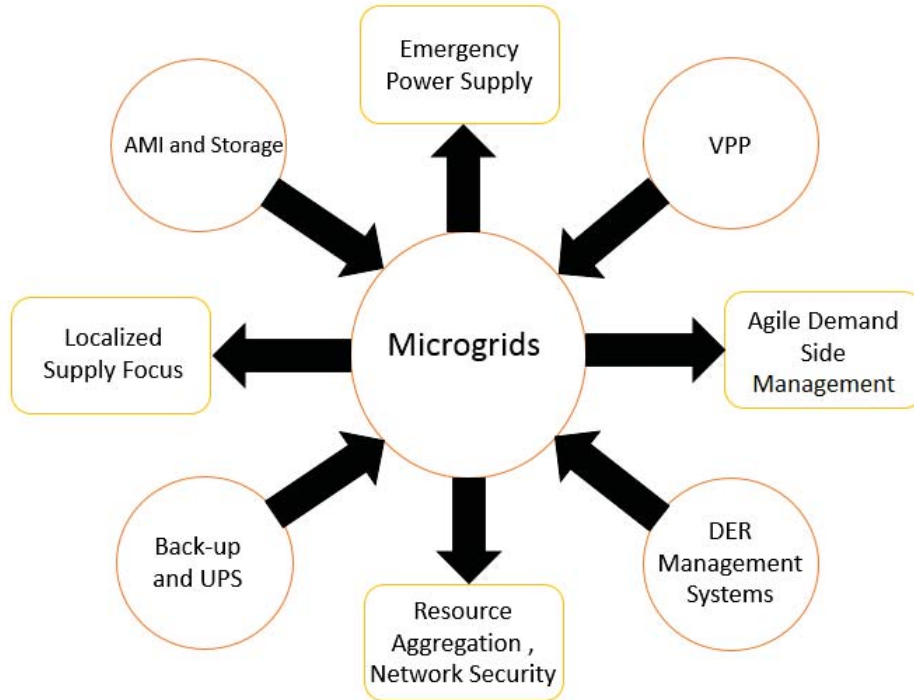 Emergency
Power Supply
AMI and Storage
VPP
Localized
Supply Focus
Microgrids
Agile Demand
Side
Management
Back-up
and UPS
DER
Management
Systems
Resource
Aggregation ,
Network Security